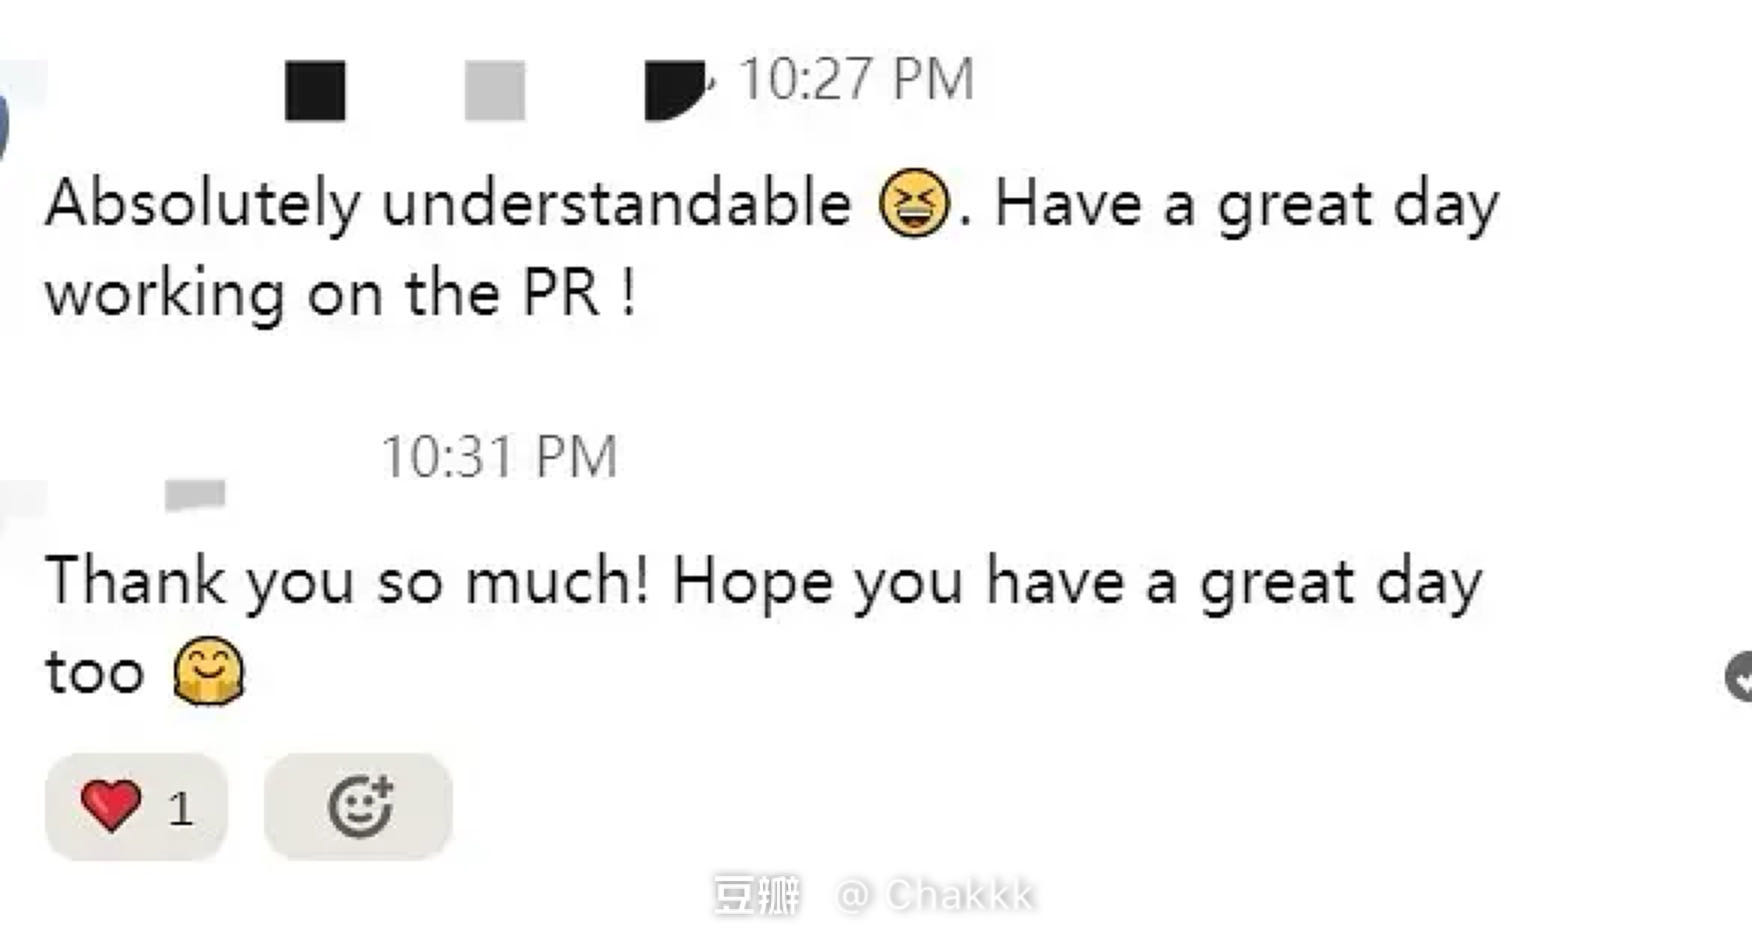 10:27 PM
Absolutely understandable 😆. Have a great day
working on the PR !
10:31 PM
Thank you so much! Hope you have a great day
too 🤗
❤️ 1
豆瓣 @ Chakkk